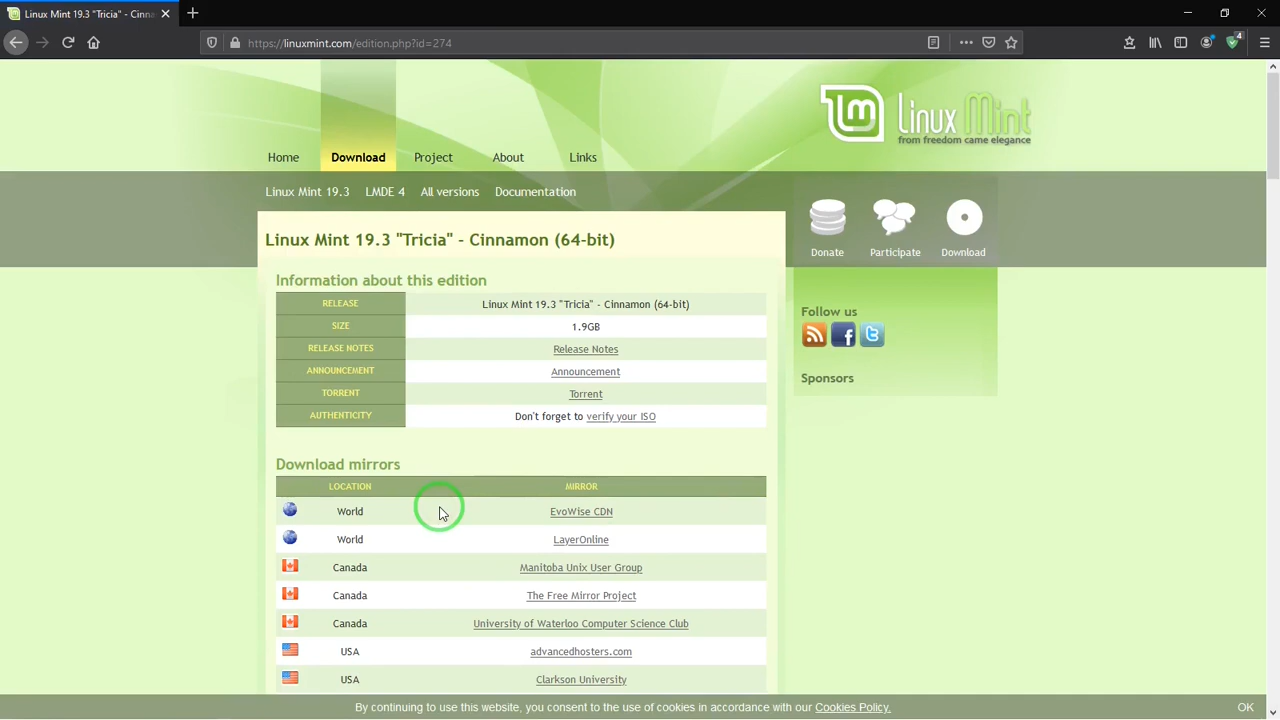 Linux Mint 19.3 "Tricia" - Cinna
https://linuxmint.com/edition.php?id=274
4
lm Linux Mint
from freedom came elegance
Home Download Project About Links
Linux Mint 19.3 LMDE 4 All versions Documentation
Donate Participate Download
Linux Mint 19.3 "Tricia" - Cinnamon (64-bit)
Information about this edition
RELEASE Linux Mint 19.3 "Tricia" - Cinnamon (64-bit)
SIZE 1.9GB
RELEASE NOTES Release Notes
ANNOUNCEMENT Announcement
TORRENT Torrent
AUTHENTICITY Don't forget to verify your ISO
Follow us
Sponsors
Download mirrors
LOCATION MIRROR
World EvoWise CDN
World LayerOnline
Canada Manitoba Unix User Group
Canada The Free Mirror Project
Canada University of Waterloo Computer Science Club
USA advancedhosters.com
USA Clarkson University
By continuing to use this website, you consent to the use of cookies in accordance with our Cookies Policy. OK